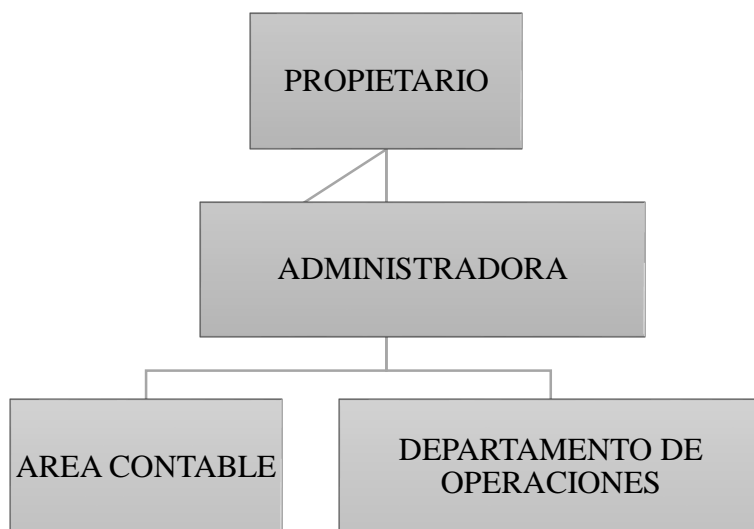 PROPIETARIO
ADMINISTRADORA
AREA CONTABLE
DEPARTAMENTO DE
OPERACIONES